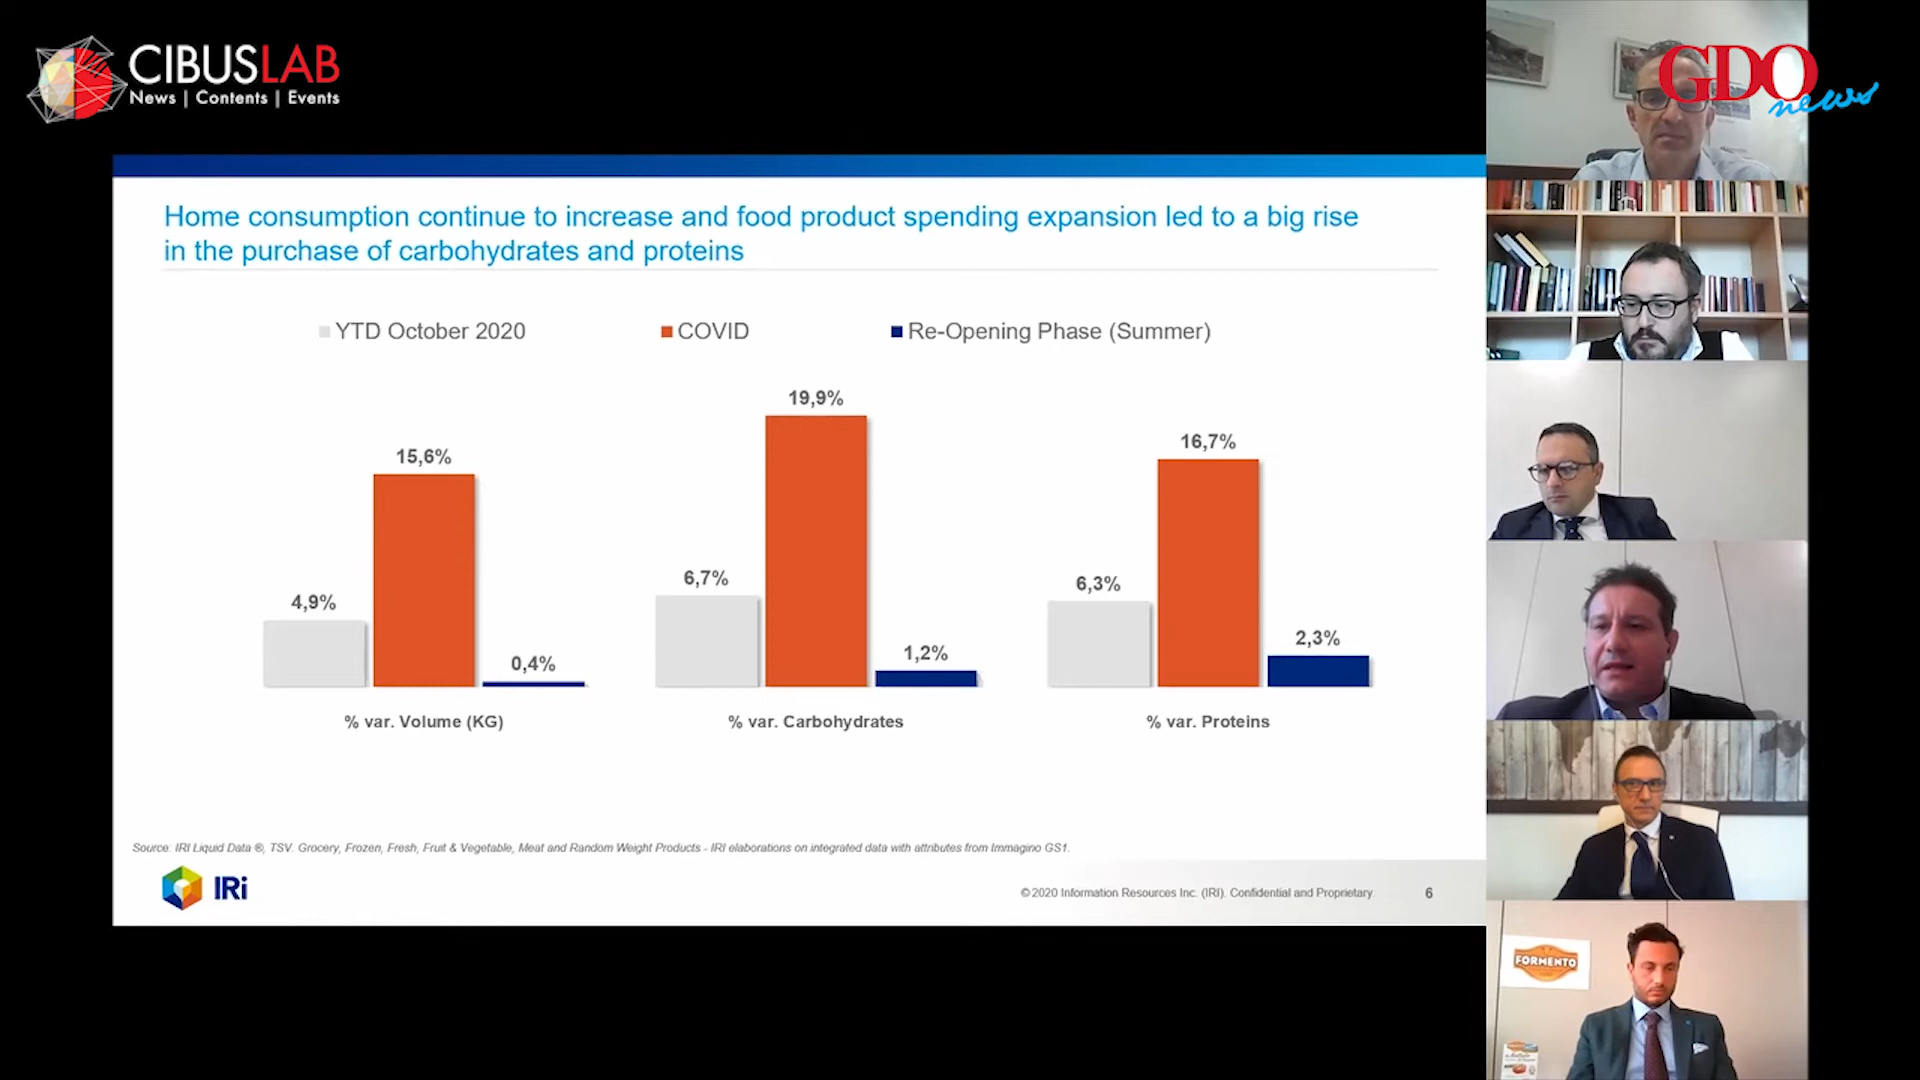 CIBUSLAB
News | Contents | Events
GDO
news
Home consumption continue to increase and food product spending expansion led to a big rise
in the purchase of carbohydrates and proteins
YTD October 2020
COVID
Re-Opening Phase (Summer)
4,9%
15,6%
0,4%
6,7%
19,9%
1,2%
6,3%
16,7%
2,3%
% var. Volume (KG)
% var. Carbohydrates
% var. Proteins
Source: IRI Liquid Data ®, TSV. Grocery, Frozen, Fresh, Fruit & Vegetable, Meat and Random Weight Products - IRI elaborations on integrated data with attributes from Immagino GS1.
IRi
© 2020 Information Resources Inc. (IRI). Confidential and Proprietary.
6
FORMENTO